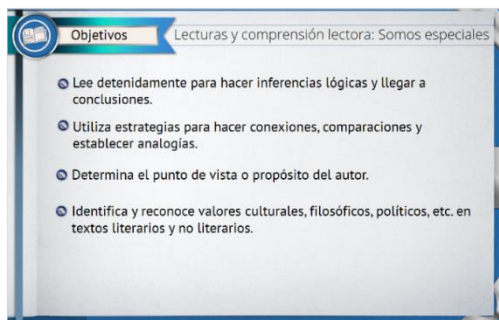 Objetivos
Lecturas y comprensión lectora: Somos especiales
Lee detenidamente para hacer inferencias lógicas y llegar a
conclusiones.
Utiliza estrategias para hacer conexiones, comparaciones y
establecer analogías.
Determina el punto de vista o propósito del autor.
Identifica y reconoce valores culturales, filosóficos, políticos, etc. en
textos literarios y no literarios.